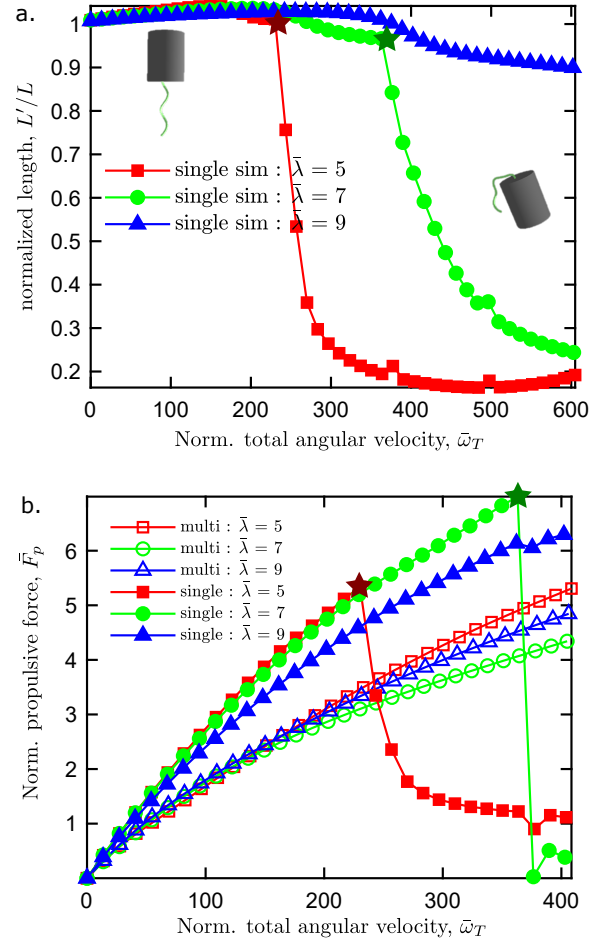 a.
1
0.9
0.8
0.7
0.6
0.5
0.4
0.3
0.2
normalized length, L′/L
single sim : λ̄ = 5
single sim : λ̄ = 7
single sim : λ̄ = 9
0 100 200 300 400 500 600
Norm. total angular velocity, ω̄_T
b.
6
5
4
3
2
1
Norm. propulsive force, F̄_p
multi : λ̄ = 5
multi : λ̄ = 7
multi : λ̄ = 9
single : λ̄ = 5
single : λ̄ = 7
single : λ̄ = 9
0 100 200 300 400
Norm. total angular velocity, ω̄_T